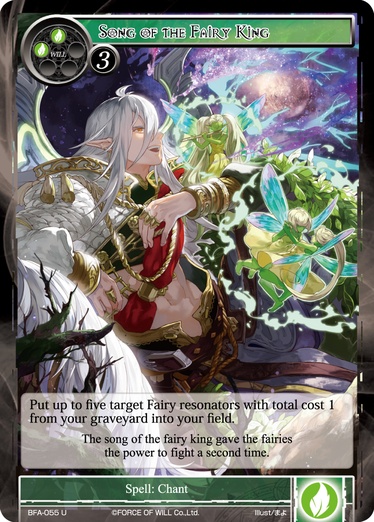 Song of the Fairy King
WILL
3
Put up to five target Fairy resonators with total cost 1
from your graveyard into your field.
The song of the fairy king gave the fairies
the power to fight a second time.
Spell: Chant
BFA-055 U
©FORCE OF WILL Co.,Ltd.
Illust/